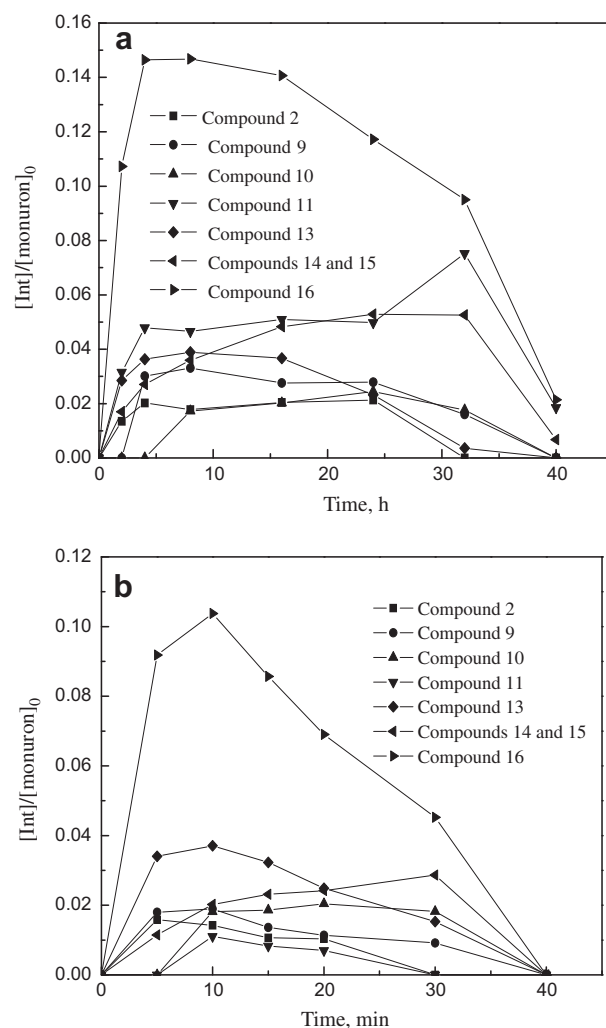 a
[Int]/[monuron]0
0.16
0.14
0.12
0.10
0.08
0.06
0.04
0.02
0.00
Compound 2
Compound 9
Compound 10
Compound 11
Compound 13
Compounds 14 and 15
Compound 16
0 10 20 30 40
Time, h
b
[Int]/[monuron]0
0.12
0.10
0.08
0.06
0.04
0.02
0.00
Compound 2
Compound 9
Compound 10
Compound 11
Compound 13
Compounds 14 and 15
Compound 16
0 10 20 30 40
Time, min